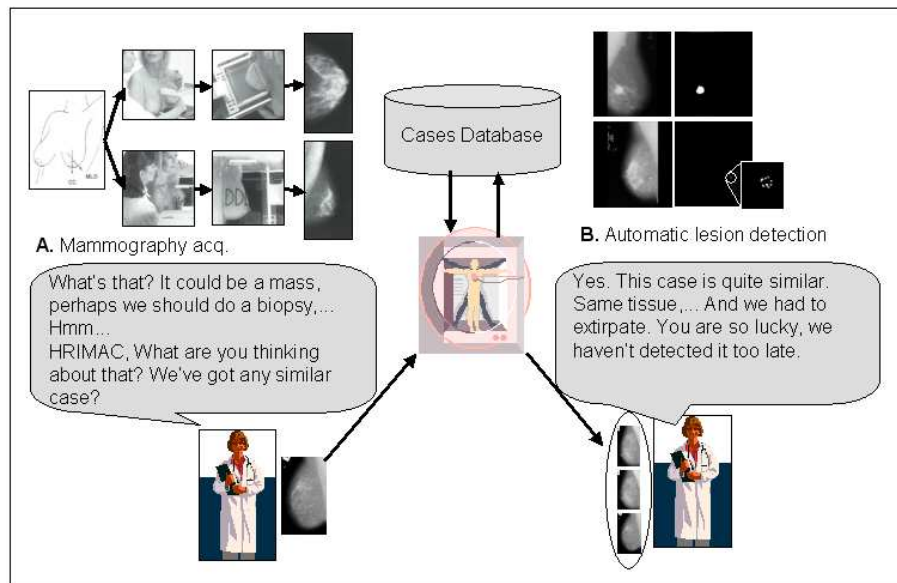 Cases Database
A. Mammography acq.
B. Automatic lesion detection
What's that? It could be a mass,
perhaps we should do a biopsy,...
Hmm...
HRIMAC, What are you thinking
about that? We've got any similar
case?
Yes. This case is quite similar.
Same tissue,... And we had to
extirpate. You are so lucky, we
haven't detected it too late.